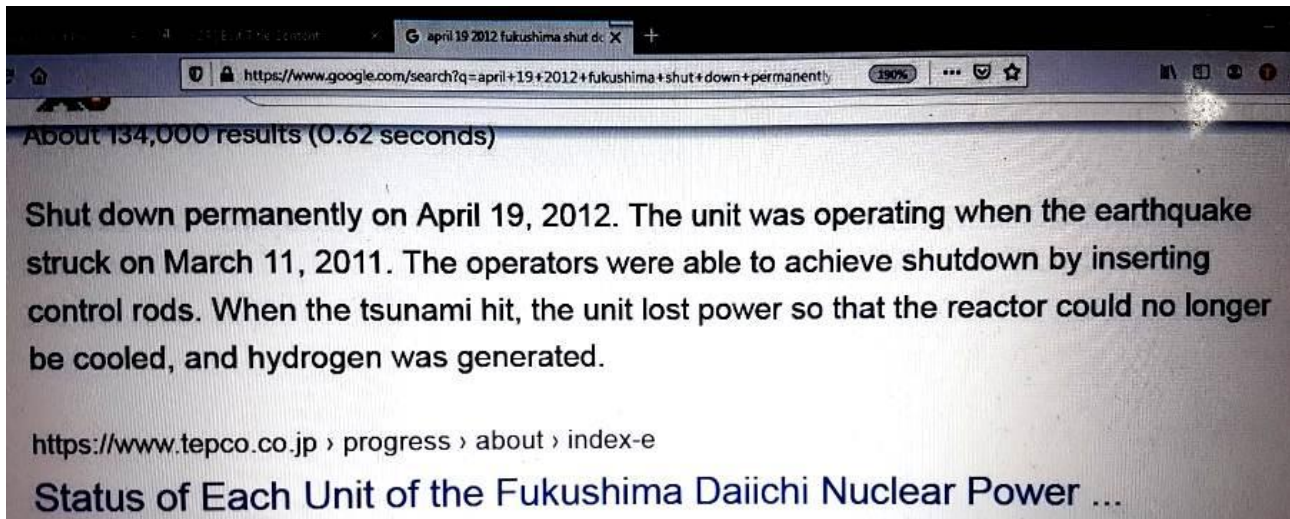 april 19 2012 fukushima shut dc
https://www.google.com/search?q=april+19+2012+fukushima+shut+down+permanently
190%
About 134,000 results (0.62 seconds)
Shut down permanently on April 19, 2012. The unit was operating when the earthquake
struck on March 11, 2011. The operators were able to achieve shutdown by inserting
control rods. When the tsunami hit, the unit lost power so that the reactor could no longer
be cooled, and hydrogen was generated.
https://www.tepco.co.jp › progress › about › index-e
Status of Each Unit of the Fukushima Daiichi Nuclear Power ...